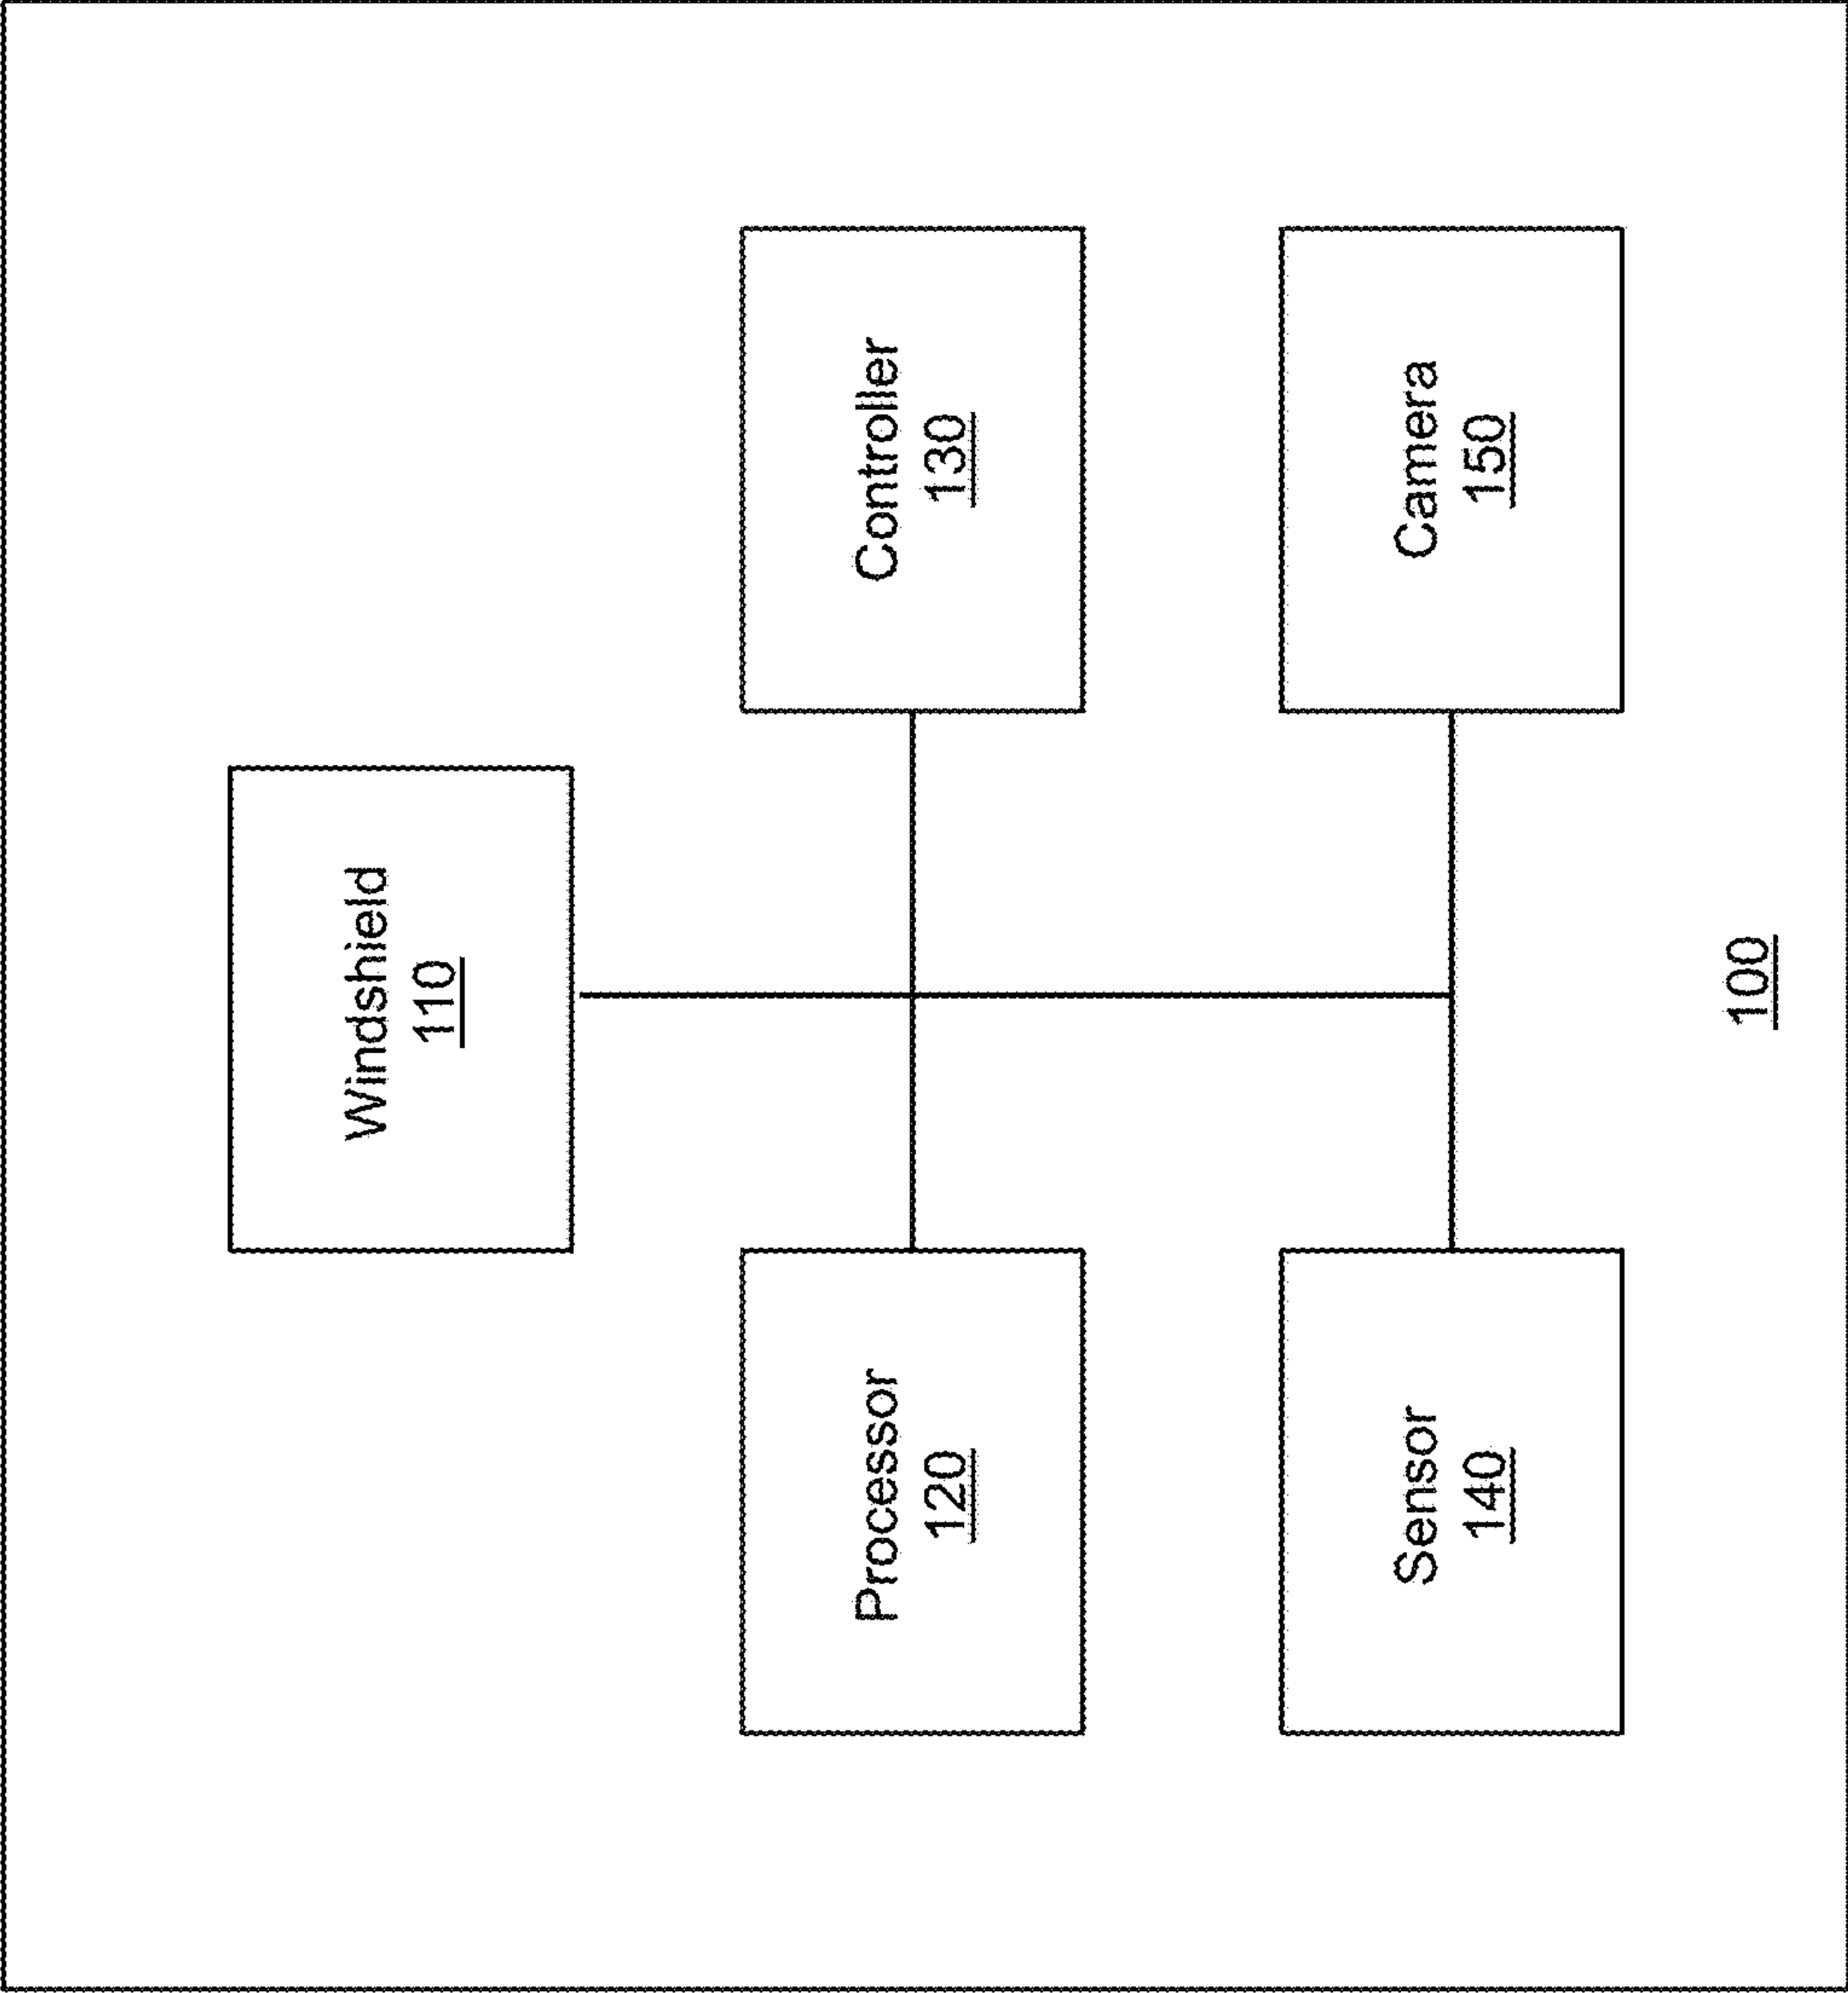 Windshield
110
Processor
120
Controller
130
Sensor
140
Camera
150
100